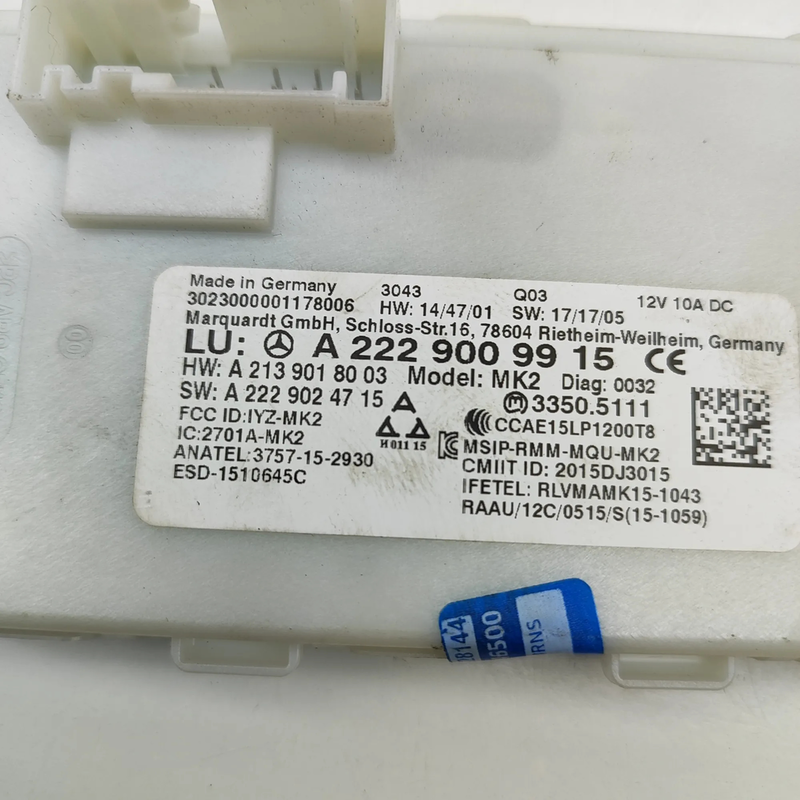 Made in Germany 3043 Q03 12V 10A DC
3023000001178006 HW: 14/47/01 SW: 17/17/05
Marquardt GmbH, Schloss-Str.16, 78604 Rietheim-Weilheim, Germany
LU: A 222 900 99 15 CE
HW: A 213 901 80 03 Model: MK2 Diag: 0032
SW: A 222 902 47 15 3350.5111
FCC ID:IYZ-MK2 CCAE15LP1200T8
IC:2701A-MK2 H 011 15 MSIP-RMM-MQU-MK2
ANATEL: 3757-15-2930 CMIIT ID: 2015DJ3015
ESD-1510645C IFETEL: RLVMAMK15-1043
RAAU/12C/0515/S(15-1059)
8144
6500
RNS